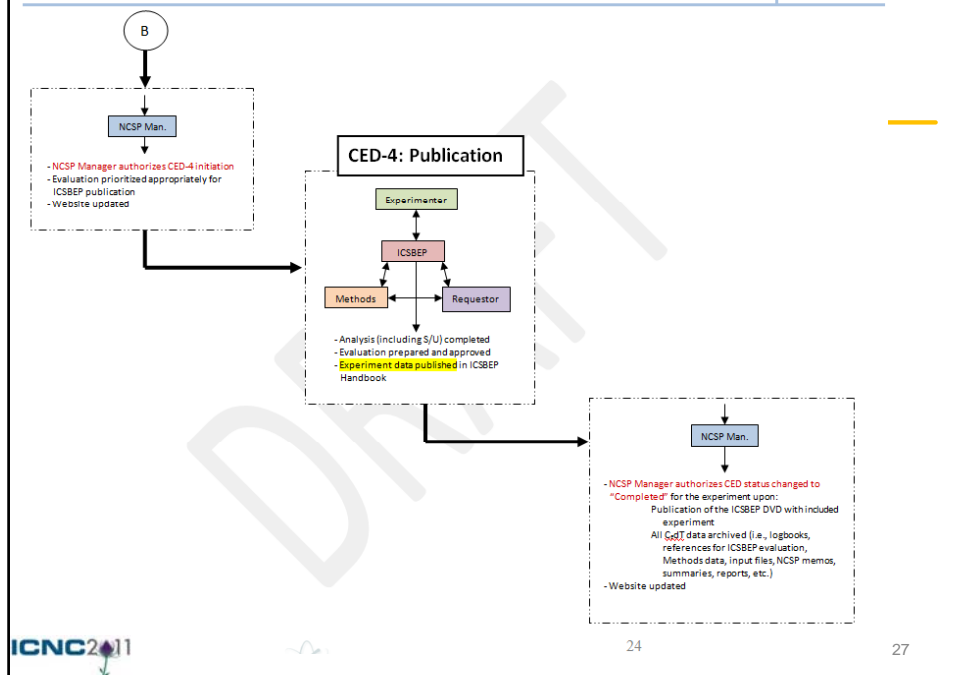 B
NCSP Man.
- NCSP Manager authorizes CED-4 initiation
- Evaluation prioritized appropriately for
ICSBEP publication
- Website updated
CED-4: Publication
Experimenter
ICSBEP
Methods
Requestor
- Analysis (including S/U) completed
- Evaluation prepared and approved
- Experiment data published in ICSBEP
Handbook
NCSP Man.
- NCSP Manager authorizes CED status changed to
“Completed” for the experiment upon:
Publication of the ICSBEP DVD with included
experiment
All CEdT data archived (i.e., logbooks,
references for ICSBEP evaluation,
Methods data, input files, NCSP memos,
summaries, reports, etc.)
- Website updated
DRAFT
ICNC2011
24
27